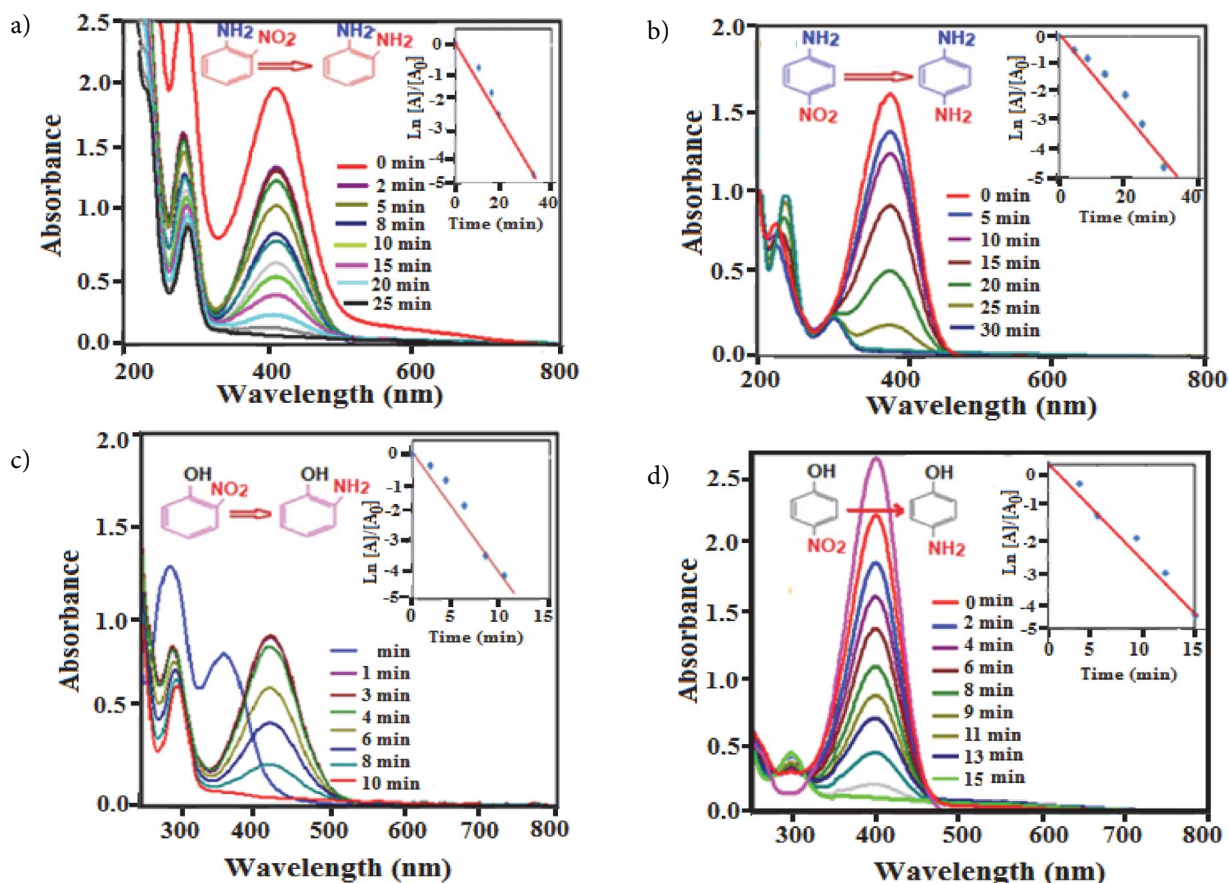 a)
2.5
2.0
1.5
1.0
0.5
0.0
Absorbance
NH2
NO2
NH2
NH2
0 min
2 min
5 min
8 min
10 min
15 min
20 min
25 min
200
400
600
800
Wavelength (nm)
0
-1
-2
-3
-4
-5
Ln [A]/[A0]
0
20
40
Time (min)
b)
2.0
1.5
1.0
0.5
0.0
Absorbance
NH2
NO2
NH2
NH2
0 min
5 min
10 min
15 min
20 min
25 min
30 min
200
400
600
800
Wavelength (nm)
0
-1
-2
-3
-4
-5
Ln [A]/[A0]
0
20
40
Time (min)
c)
2.0
1.5
1.0
0.5
0.0
Absorbance
OH
NO2
OH
NH2
min
1 min
3 min
4 min
6 min
8 min
10 min
300
400
500
600
700
800
Wavelength (nm)
0
-1
-2
-3
-4
-5
Ln [A]/[A0]
0
5
10
15
Time (min)
d)
2.5
2.0
1.5
1.0
0.5
0.0
Absorbance
OH
NO2
OH
NH2
0 min
2 min
4 min
6 min
8 min
9 min
11 min
13 min
15 min
300
400
500
600
700
800
Wavelength (nm)
0
-1
-2
-3
-4
-5
Ln [A]/[A0]
0
5
10
15
Time (min)